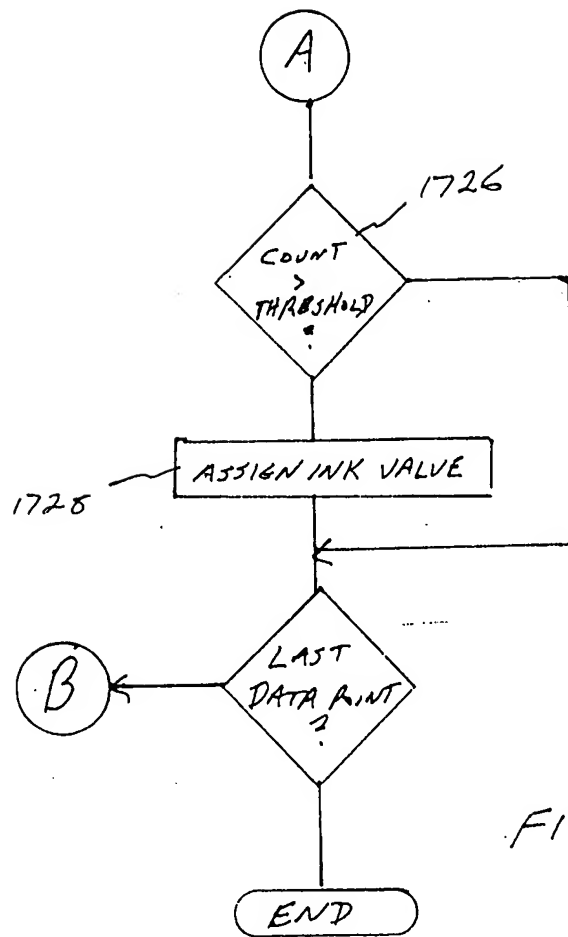 A
1726
COUNT
>
THRESHOLD
?
ASSIGN INK VALUE
1728
LAST
DATA POINT
?
B
FI
END